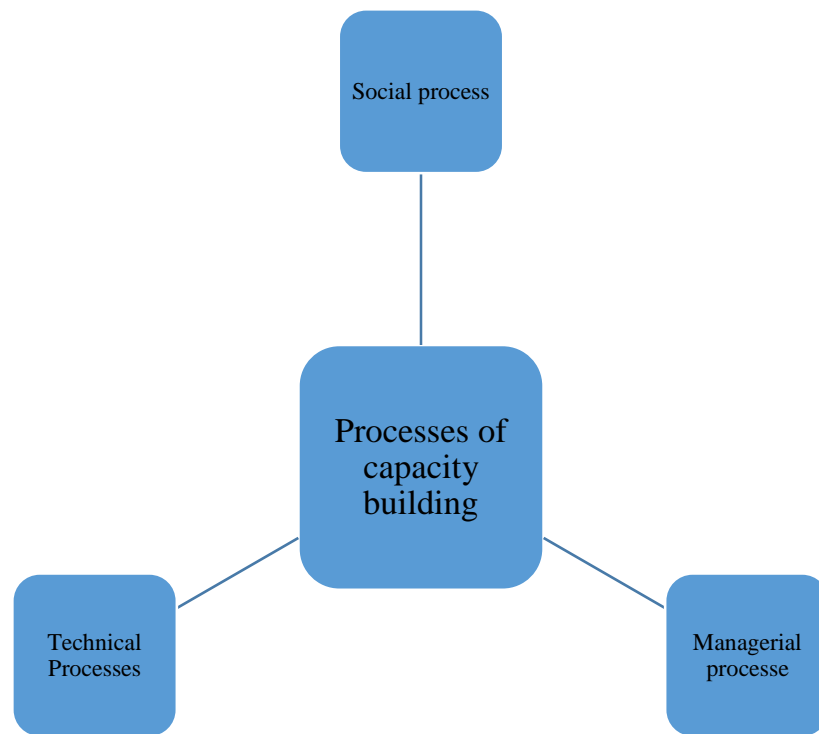 Social process
Processes of
capacity
building
Technical
Processes
Managerial
processe